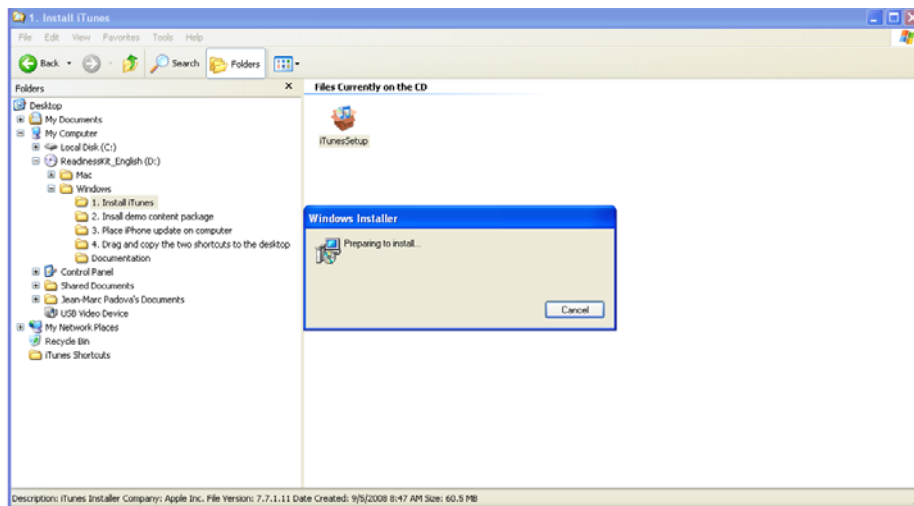 1. Install iTunes
File Edit View Favorites Tools Help
Back Search Folders
Folders
Files Currently on the CD
Desktop
My Documents
My Computer
Local Disk (C:)
ReadinessKit_English (D:)
Mac
Windows
1. Install iTunes
2. Insall demo content package
3. Place iPhone update on computer
4. Drag and copy the two shortcuts to the desktop
Documentation
Control Panel
Shared Documents
Jean-Marc Padova's Documents
USB Video Device
My Network Places
Recycle Bin
iTunes Shortcuts
iTunesSetup
Windows Installer
Preparing to install...
Cancel
Description: iTunes Installer Company: Apple Inc. File Version: 7.7.1.11 Date Created: 9/5/2008 8:47 AM Size: 60.5 MB